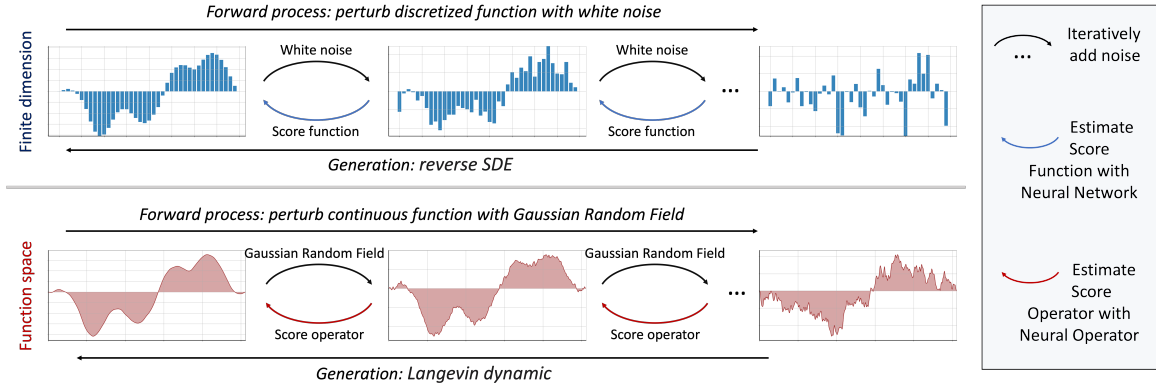 Forward process: perturb discretized function with white noise
Finite dimension
White noise
Score function
White noise
Score function
...
Generation: reverse SDE
Forward process: perturb continuous function with Gaussian Random Field
Function space
Gaussian Random Field
Score operator
Gaussian Random Field
Score operator
...
Generation: Langevin dynamic
Iteratively
... add noise
Estimate
Score
Function with
Neural Network
Estimate
Score
Operator with
Neural Operator